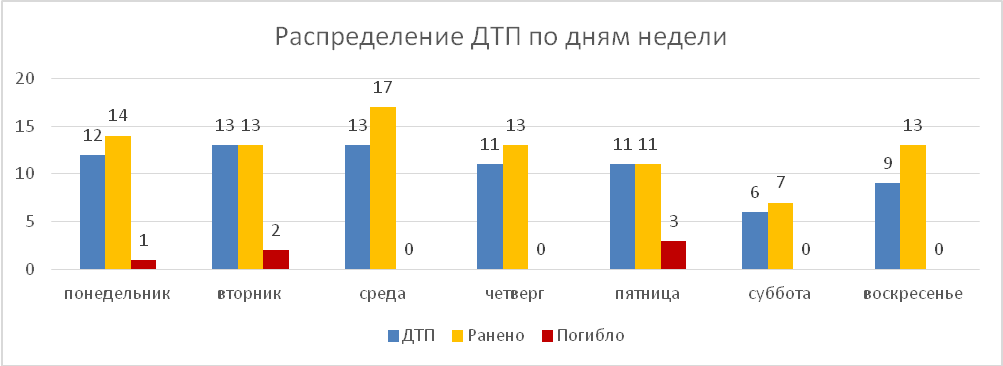 Распределение ДТП по дням недели
20
15
10
5
0
12 14 1
13 13 2
13 17 0
11 13 0
11 11 3
6 7 0
9 13 0
понедельник вторник среда четверг пятница суббота воскресенье
ДТП Ранено Погибло